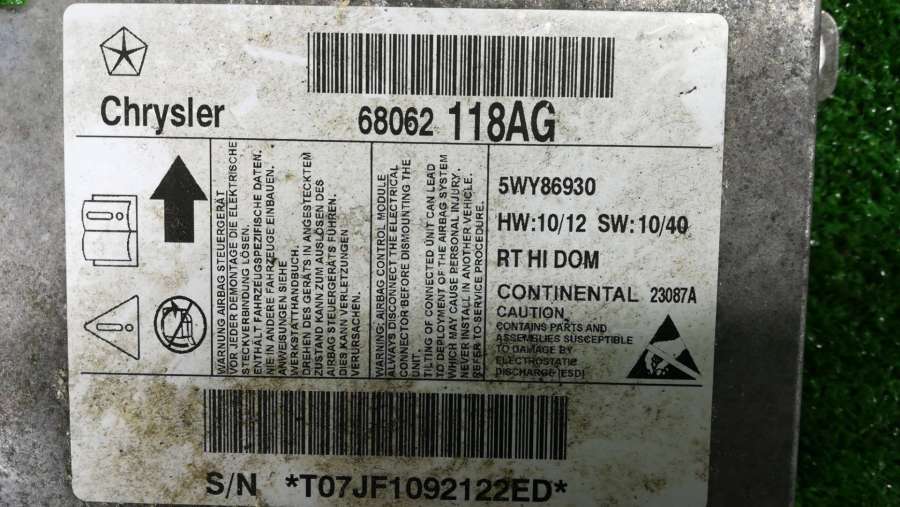 Chrysler
68062 118AG
WARNUNG AIRBAG STEUERGERÄT
VOR JEDER DEMONTAGE DIE ELEKTRISCHE
STECKVERBINDUNG LÖSEN.
ENTHÄLT FAHRZEUGSPEZIFISCHE DATEN.
NIE IN ANDERE FAHRZEUGE EINBAUEN.
ANWEISUNGEN SIEHE
WERKSTATTHANDBUCH.
DREHEN DES GERÄTS IN ANGESTECKTEM
ZUSTAND KANN ZUM AUSLÖSEN DES
AIRBAG STEUERGERÄTS FÜHREN.
DIES KANN VERLETZUNGEN
VERURSACHEN.
WARNING: AIRBAG CONTROL MODULE
ALWAYS DISCONNECT THE ELECTRICAL
CONNECTOR BEFORE DISMOUNTING THE
UNIT.
TILTING OF CONNECTED UNIT CAN LEAD
TO DEPLOYMENT OF THE AIRBAG SYSTEM
WHICH MAY CAUSE PERSONAL INJURY.
NEVER INSTALL IN ANOTHER VEHICLE.
REFER TO SERVICE PROCEDURE.
5WY86930
HW:10/12 SW:10/40
RT HI DOM
CONTINENTAL 23087A
CAUTION
CONTAINS PARTS AND
ASSEMBLIES SUSCEPTIBLE
TO DAMAGE BY
ELECTROSTATIC
DISCHARGE (ESD)
S/N *T07JF1092122ED*